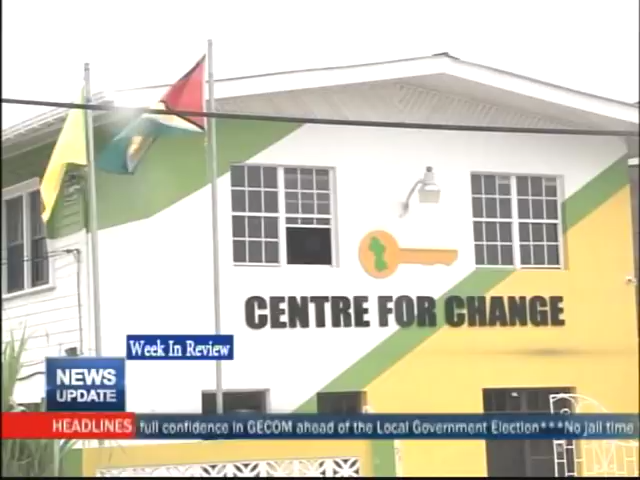 CENTRE FOR CHANGE
Week In Review
NEWS
UPDATE
HEADLINES
full confidence in GECOM ahead of the Local Government Election***No jail time